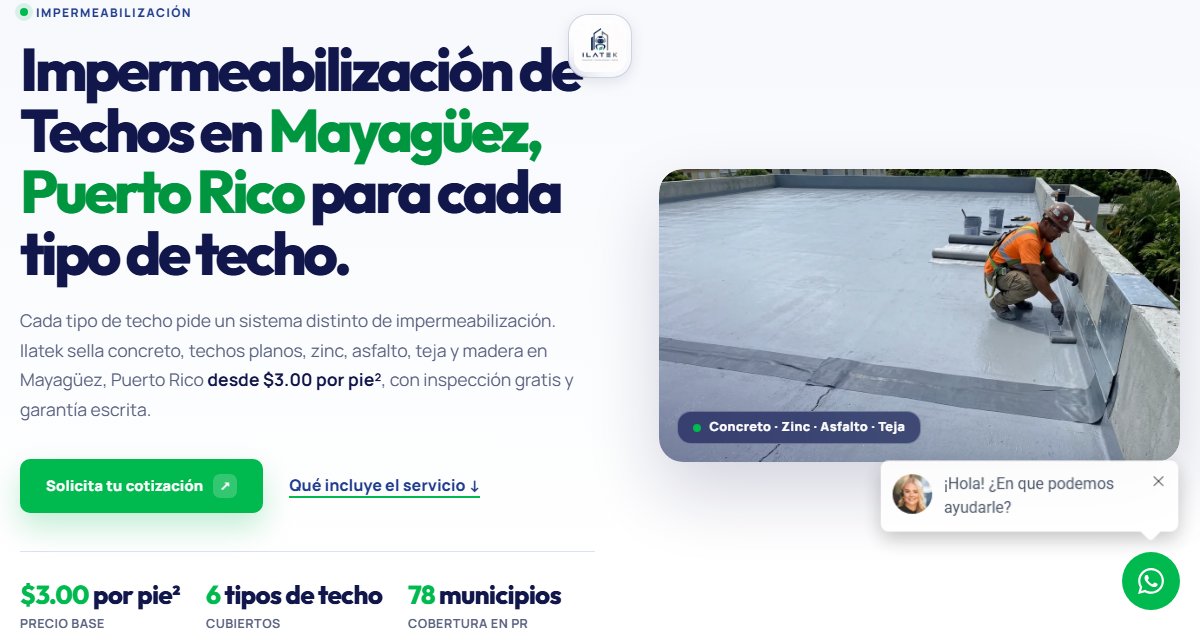 IMPERMEABILIZACIÓN
ILATEK
Impermeabilización de
Techos en Mayagüez,
Puerto Rico para cada
tipo de techo.
Cada tipo de techo pide un sistema distinto de impermeabilización.
Ilatek sella concreto, techos planos, zinc, asfalto, teja y madera en
Mayagüez, Puerto Rico desde $3.00 por pie², con inspección gratis y
garantía escrita.
Solicita tu cotización ↗
Qué incluye el servicio ↓
$3.00 por pie²
PRECIO BASE
6 tipos de techo
CUBIERTOS
78 municipios
COBERTURA EN PR
Concreto · Zinc · Asfalto · Teja
¡Hola! ¿En que podemos
ayudarle?